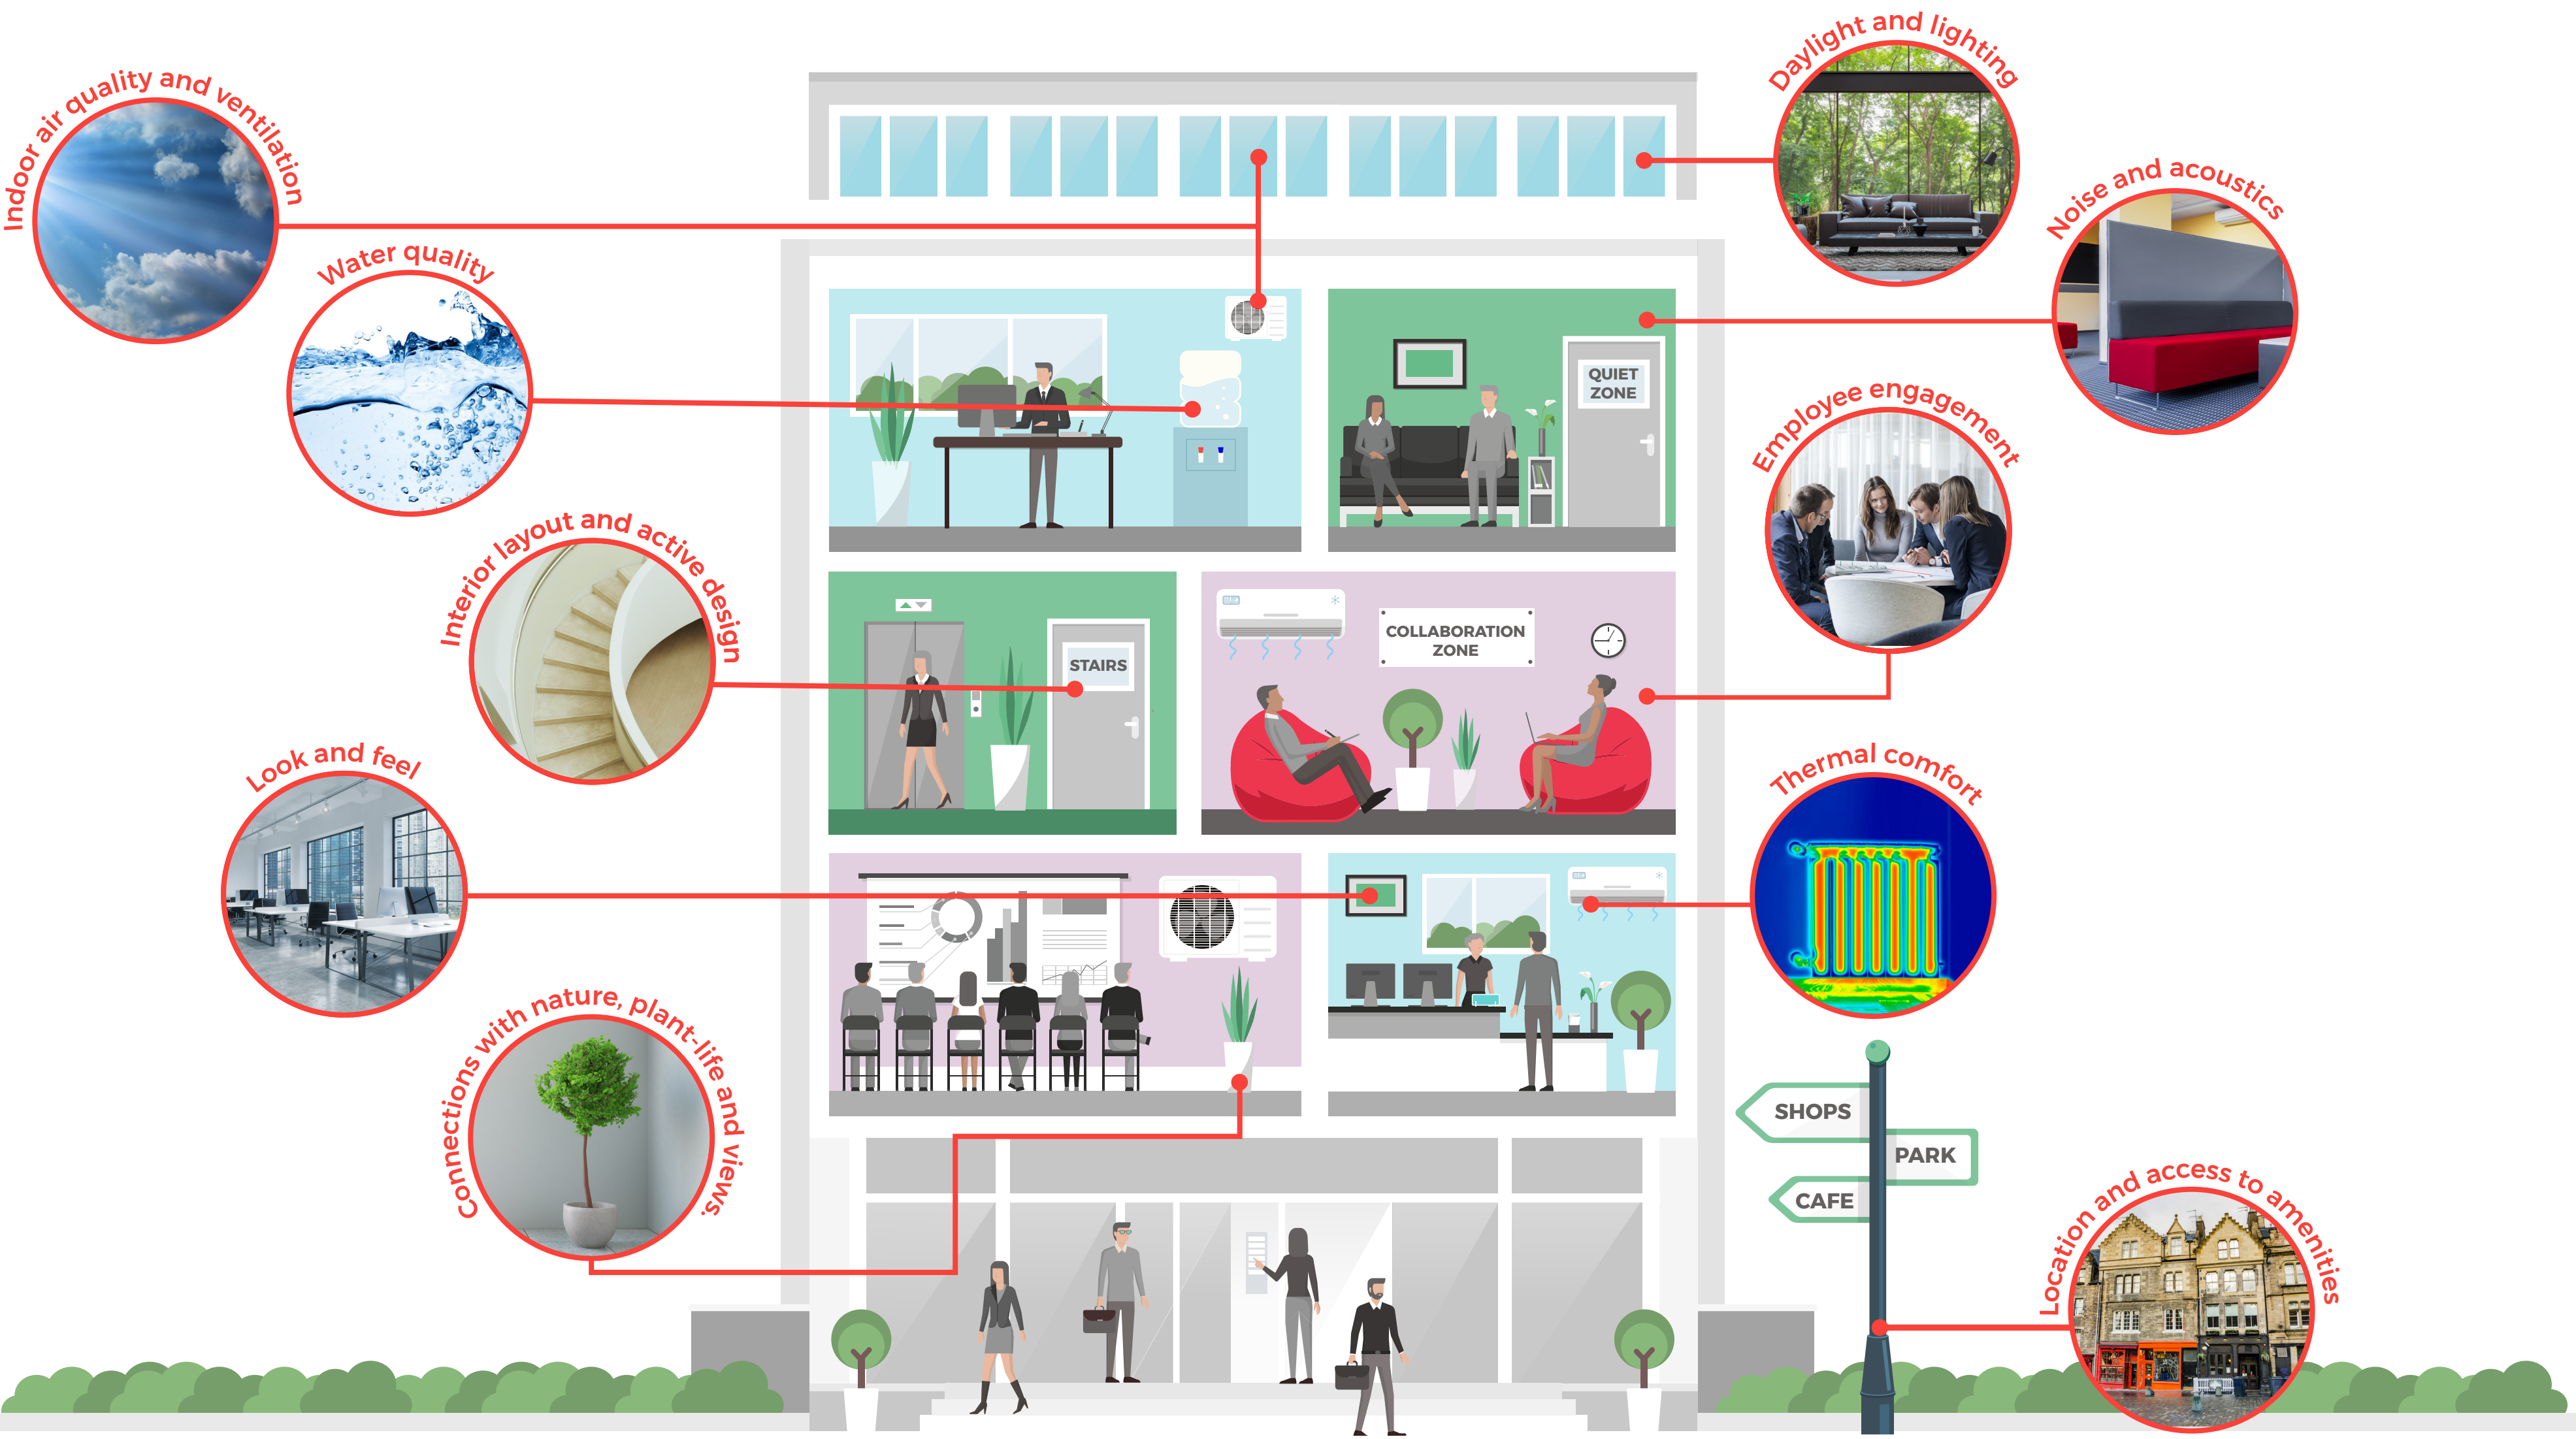 Indoor air quality and ventilation
Daylight and lighting
Noise and acoustics
Water quality
QUIET
ZONE
Employee engagement
Interior layout and active design
COLLABORATION
ZONE
STAIRS
Look and feel
Thermal comfort
Connections with nature, plant-life and views.
SHOPS
PARK
CAFE
Location and access to amenities